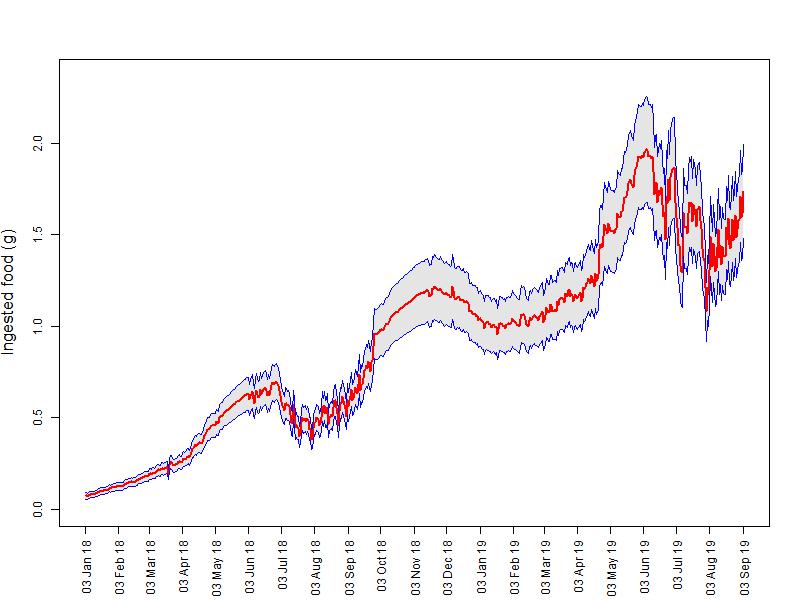 Ingested food (g)
2.0
1.5
1.0
0.5
0.0
03 Jan 18
03 Feb 18
03 Mar 18
03 Apr 18
03 May 18
03 Jun 18
03 Jul 18
03 Aug 18
03 Sep 18
03 Oct 18
03 Nov 18
03 Dec 18
03 Jan 19
03 Feb 19
03 Mar 19
03 Apr 19
03 May 19
03 Jun 19
03 Jul 19
03 Aug 19
03 Sep 19